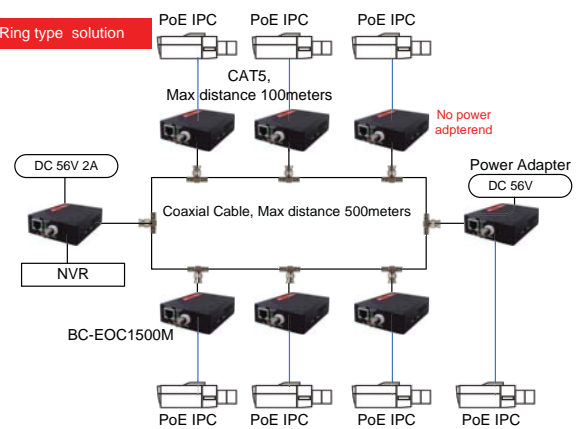 Ring type solution
PoE IPC PoE IPC PoE IPC
CAT5,
Max distance 100meters
No power
adpterend
DC 56V 2A
Power Adapter
DC 56V
Coaxial Cable, Max distance 500meters
NVR
BC-EOC1500M
PoE IPC PoE IPC PoE IPC PoE IPC